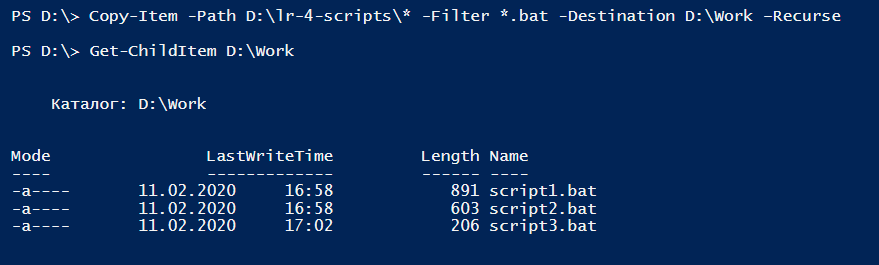 PS D:\> Copy-Item -Path D:\lr-4-scripts\* -Filter *.bat -Destination D:\Work -Recurse
PS D:\> Get-ChildItem D:\Work
Каталог: D:\Work
Mode LastWriteTime Length Name
---- ------------- ------ ----
-a---- 11.02.2020 16:58 891 script1.bat
-a---- 11.02.2020 16:58 603 script2.bat
-a---- 11.02.2020 17:02 206 script3.bat